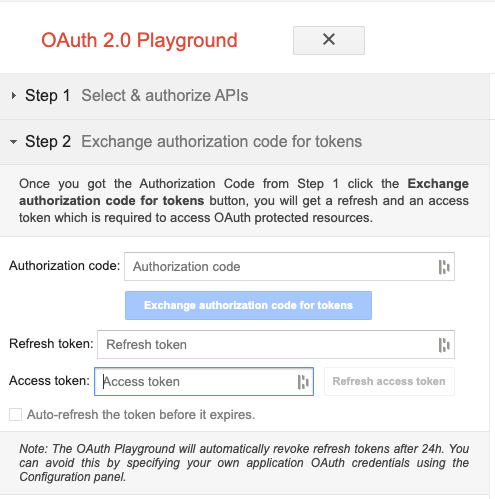 OAuth 2.0 Playground
Step 1 Select & authorize APIs
Step 2 Exchange authorization code for tokens
Once you got the Authorization Code from Step 1 click the Exchange
authorization code for tokens button, you will get a refresh and an access
token which is required to access OAuth protected resources.
Authorization code: Authorization code
Exchange authorization code for tokens
Refresh token: Refresh token
Access token: Access token Refresh access token
Auto-refresh the token before it expires.
Note: The OAuth Playground will automatically revoke refresh tokens after 24h. You
can avoid this by specifying your own application OAuth credentials using the
Configuration panel.